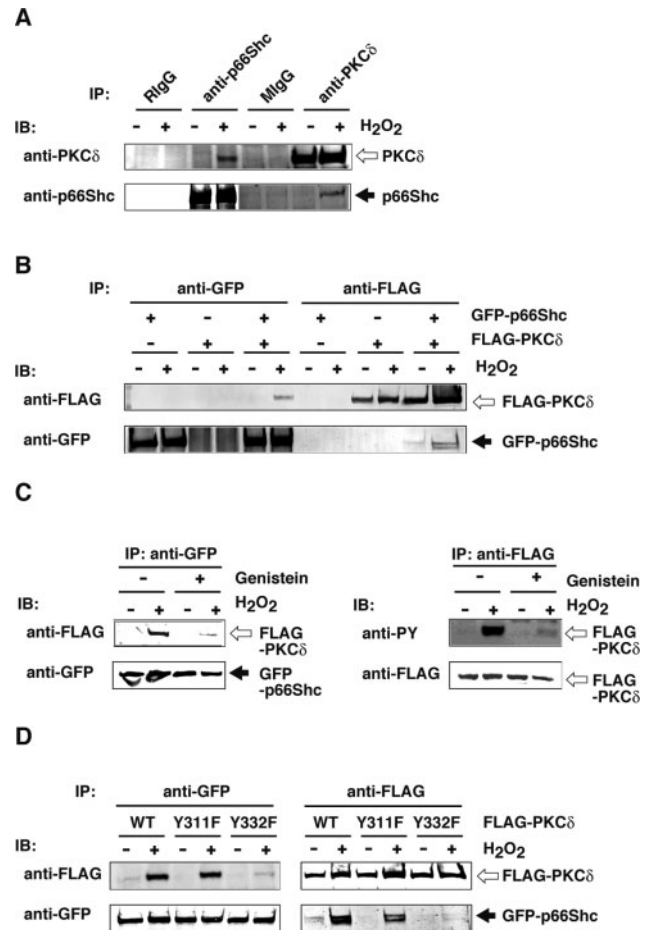 A
IP: RIgG anti-p66Shc MIgG anti-PKCδ
IB: - + - + - + - + H2O2
anti-PKCδ PKCδ
anti-p66Shc p66Shc
B
IP: anti-GFP anti-FLAG
+ - + + - + GFP-p66Shc
- + + - + + FLAG-PKCδ
IB: - + - + - + - + - + - + H2O2
anti-FLAG FLAG-PKCδ
anti-GFP GFP-p66Shc
C
IP: anti-GFP IP: anti-FLAG
- + Genistein - + Genistein
IB: - + - + H2O2 IB: - + - + H2O2
anti-FLAG FLAG anti-PY FLAG
-PKCδ -PKCδ
anti-GFP GFP anti-FLAG FLAG
-p66Shc -PKCδ
D
IP: anti-GFP anti-FLAG
WT Y311F Y332F WT Y311F Y332F FLAG-PKCδ
IB: - + - + - + - + - + - + H2O2
anti-FLAG FLAG-PKCδ
anti-GFP GFP-p66Shc